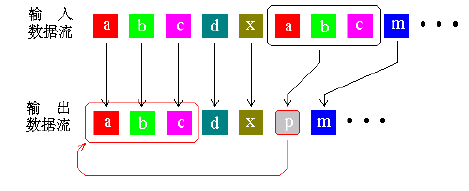 输 入
数据流
a b c d x a b c m • • •
输 出
数据流
a b c d x p m • • •